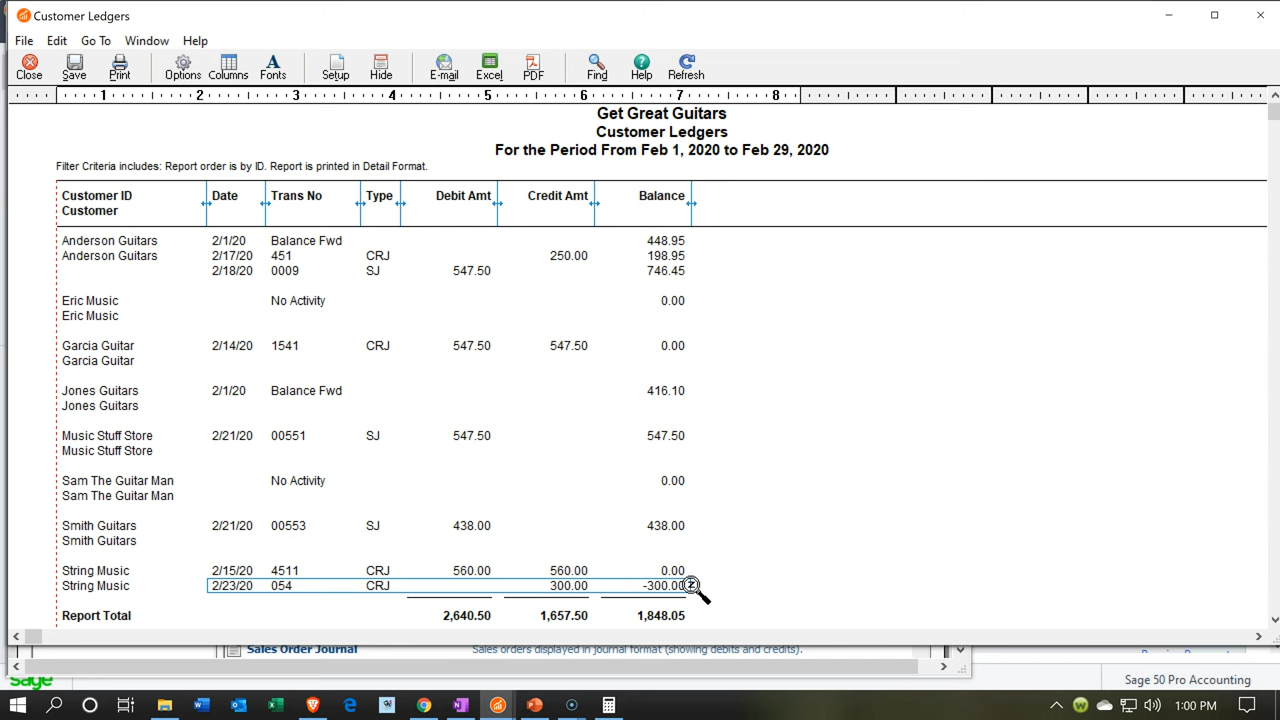 Customer Ledgers
File Edit Go To Window Help
Close Save Print Options Columns Fonts Setup Hide E-mail Excel PDF Find Help Refresh
1 2 3 4 5 6 7 8
Get Great Guitars
Customer Ledgers
For the Period From Feb 1, 2020 to Feb 29, 2020
Filter Criteria includes: Report order is by ID. Report is printed in Detail Format.
Customer ID Date Trans No Type Debit Amt Credit Amt Balance
Customer
Anderson Guitars 2/1/20 Balance Fwd 448.95
Anderson Guitars 2/17/20 451 CRJ 250.00 198.95
2/18/20 0009 SJ 547.50 746.45
Eric Music No Activity 0.00
Eric Music
Garcia Guitar 2/14/20 1541 CRJ 547.50 547.50 0.00
Garcia Guitar
Jones Guitars 2/1/20 Balance Fwd 416.10
Jones Guitars
Music Stuff Store 2/21/20 00551 SJ 547.50 547.50
Music Stuff Store
Sam The Guitar Man No Activity 0.00
Sam The Guitar Man
Smith Guitars 2/21/20 00553 SJ 438.00 438.00
Smith Guitars
String Music 2/15/20 4511 CRJ 560.00 560.00 0.00
String Music 2/23/20 054 CRJ 300.00 -300.00
Report Total 2,640.50 1,657.50 1,848.05
Sales Order Journal Sales orders displayed in journal format (showing debits and credits).
sage Sage 50 Pro Accounting
1:00 PM